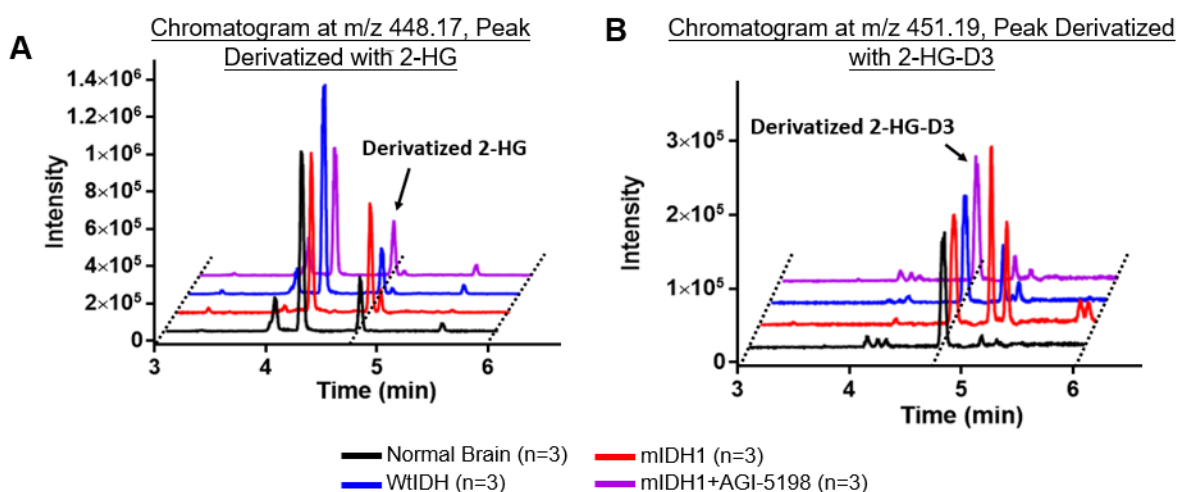 A
Chromatogram at m/z 448.17, Peak
Derivatized with 2-HG
1.4×10⁶
1.2×10⁶
1×10⁶
8×10⁵
6×10⁵
4×10⁵
2×10⁵
0
Intensity
Derivatized 2-HG
3
4
5
6
Time (min)
B
Chromatogram at m/z 451.19, Peak Derivatized
with 2-HG-D3
3×10⁵
2×10⁵
1×10⁵
0
Intensity
Derivatized 2-HG-D3
3
4
5
6
Time (min)
Normal Brain (n=3)
mIDH1 (n=3)
WtIDH (n=3)
mIDH1+AGI-5198 (n=3)